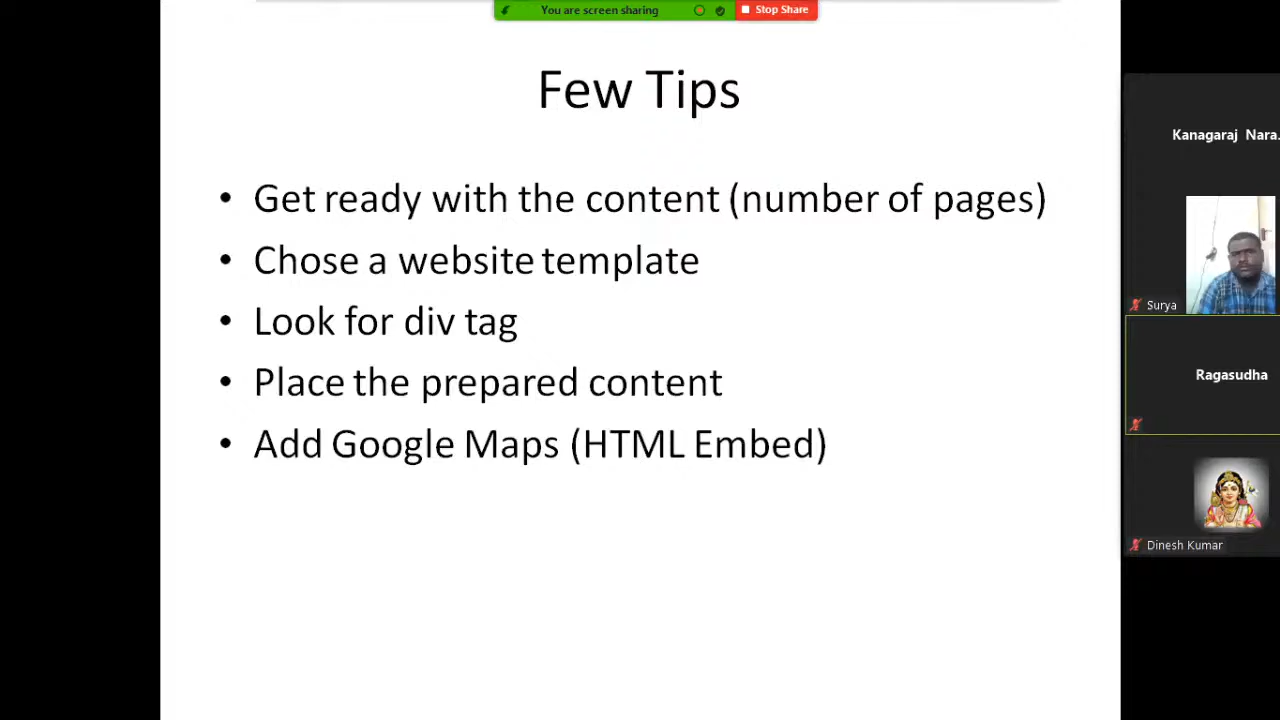 You are screen sharing
Stop Share
Few Tips
• Get ready with the content (number of pages)
• Chose a website template
• Look for div tag
• Place the prepared content
• Add Google Maps (HTML Embed)
Kanagaraj Nara...
Surya
Ragasudha
Dinesh Kumar